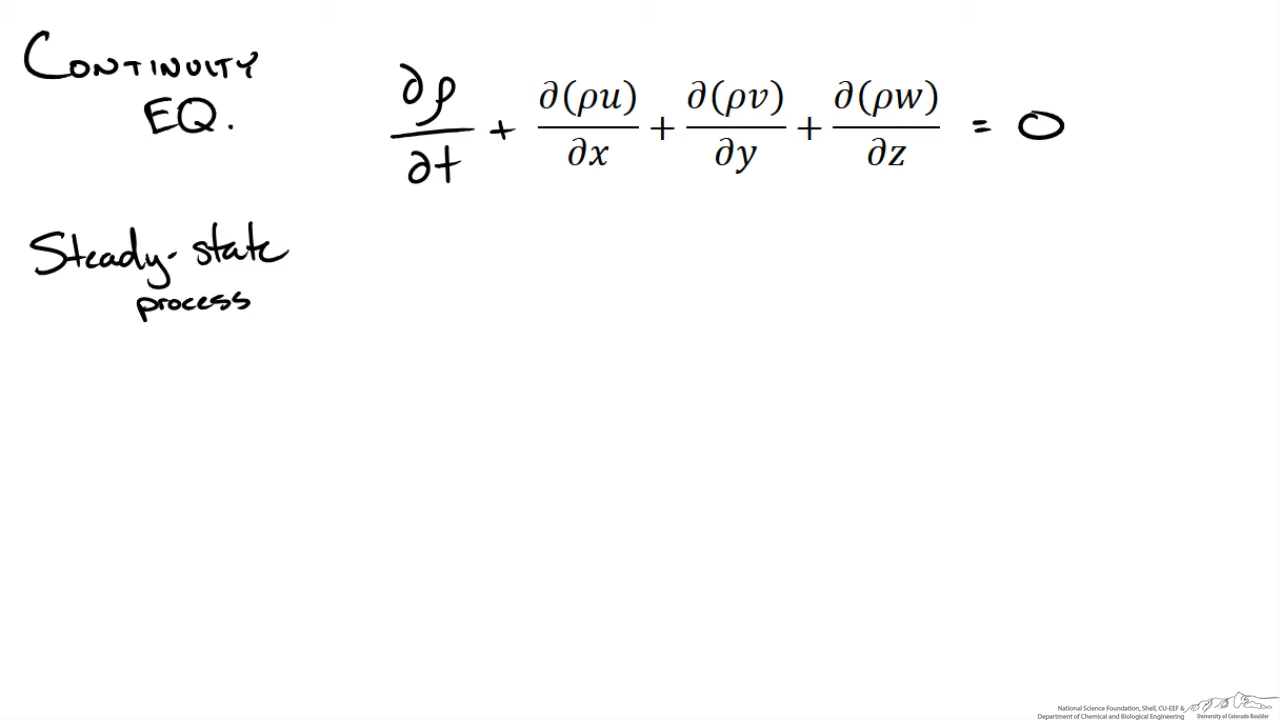 CONTINUITY
EQ.
∂ρ/∂t + ∂(ρu)/∂x + ∂(ρv)/∂y + ∂(ρw)/∂z = 0
Steady-state
process
National Science Foundation, Shell, CU-EEF &
Department of Chemical and Biological Engineering
University of Colorado Boulder